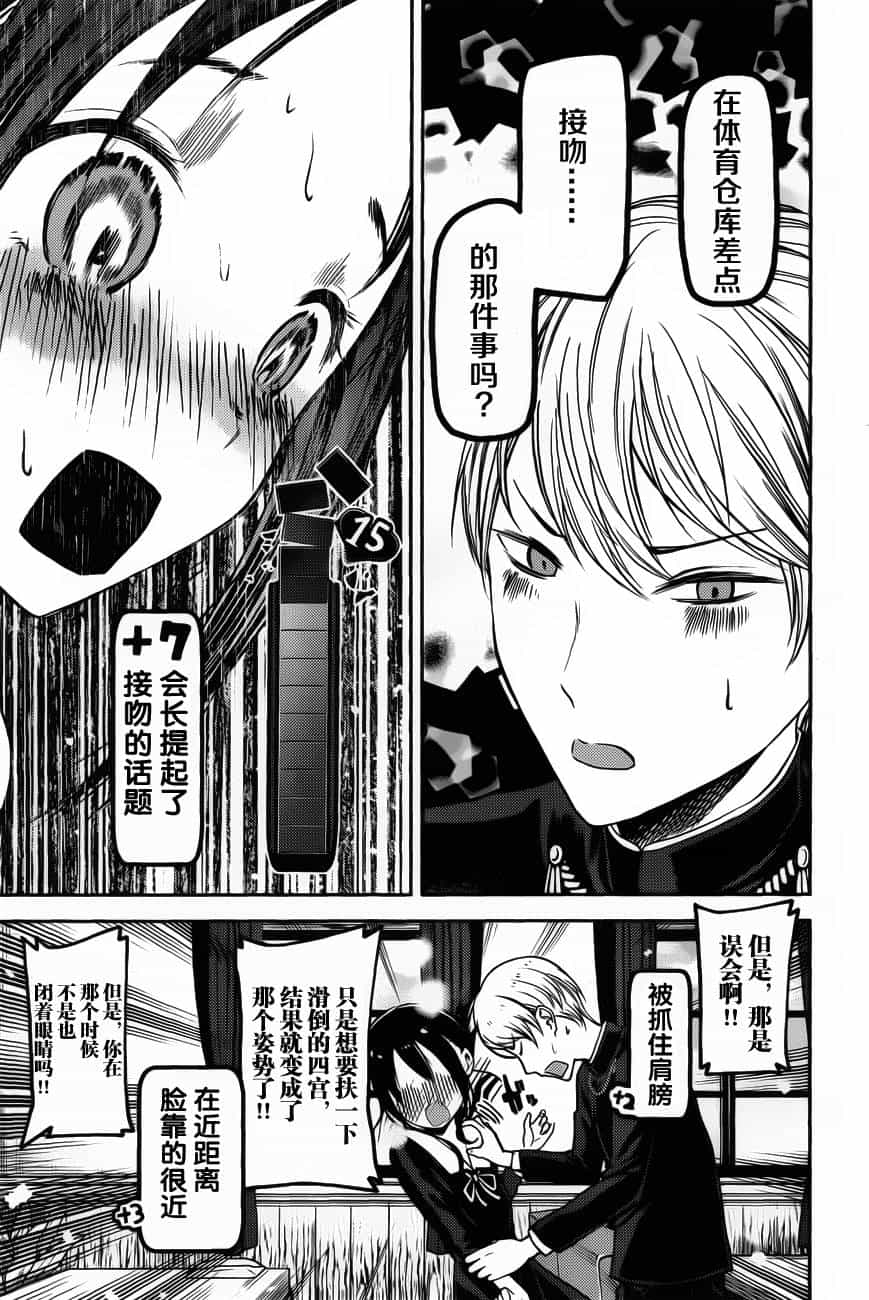 在体育仓库差点
接吻……
的那件事吗？
15
+7
会长提起了
接吻的话题
但是，那是
误会啊!!
被抓住肩膀
+2
只是想要扶一下
滑倒的四宫，
结果就变成了
那个姿势了!!
在近距离
脸靠的很近
+3
但是，你在
那个时候
不是也
闭着眼睛吗!!